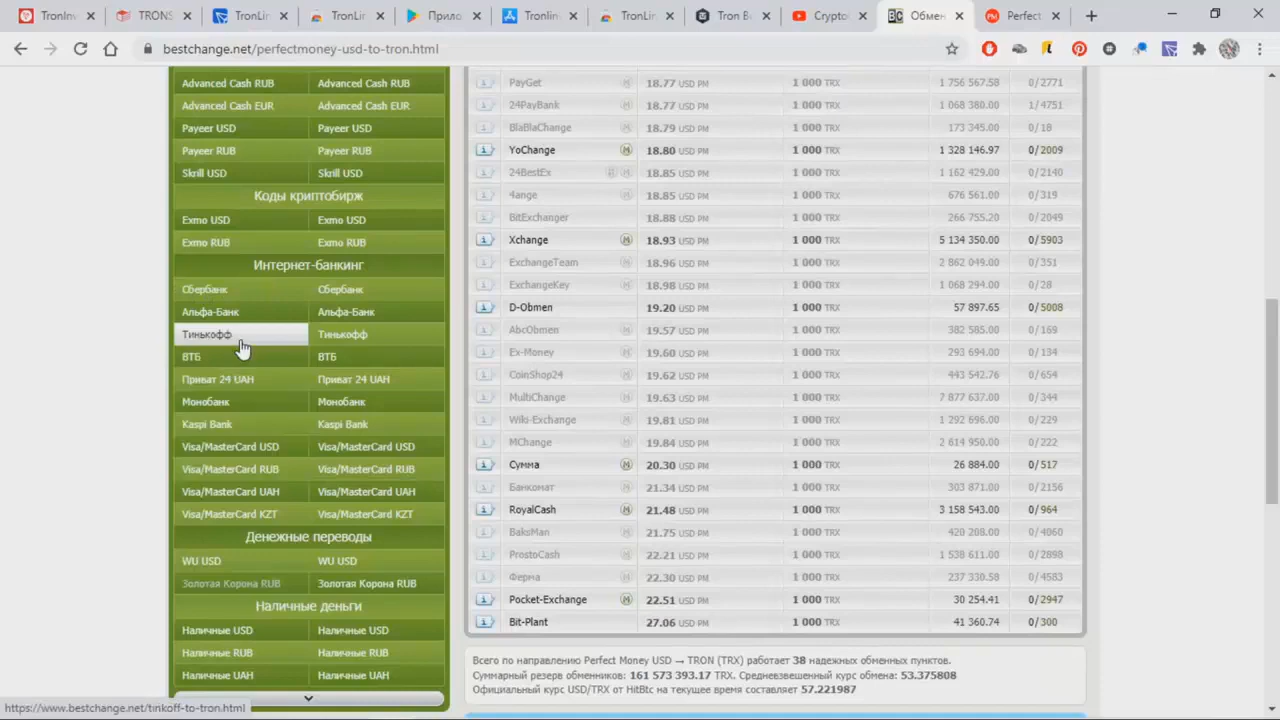 TronInv
TRONS
TronLin
TronLin
Прило
Tronlin
TronLin
Tron B
Crypto
Обмен
Perfect
bestchange.net/perfectmoney-usd-to-tron.html
Advanced Cash RUB Advanced Cash RUB
Advanced Cash EUR Advanced Cash EUR
Payeer USD Payeer USD
Payeer RUB Payeer RUB
Skrill USD Skrill USD
Коды криптобирж
Exmo USD Exmo USD
Exmo RUB Exmo RUB
Интернет-банкинг
Сбербанк Сбербанк
Альфа-Банк Альфа-Банк
Тинькофф Тинькофф
ВТБ ВТБ
Приват 24 UAH Приват 24 UAH
Монобанк Монобанк
Kaspi Bank Kaspi Bank
Visa/MasterCard USD Visa/MasterCard USD
Visa/MasterCard RUB Visa/MasterCard RUB
Visa/MasterCard UAH Visa/MasterCard UAH
Visa/MasterCard KZT Visa/MasterCard KZT
Денежные переводы
WU USD WU USD
Золотая Корона RUB Золотая Корона RUB
Наличные деньги
Наличные USD Наличные USD
Наличные RUB Наличные RUB
Наличные UAH Наличные UAH
PayGet 18.77 USD PM 1 000 TRX 1 756 567.58 0/2771
24PayBank 18.77 USD PM 1 000 TRX 1 068 380.00 1/4751
BlaBlaChange 18.79 USD PM 1 000 TRX 173 345.00 0/18
YoChange 18.80 USD PM 1 000 TRX 1 328 146.97 0/2009
24BestEx 18.85 USD PM 1 000 TRX 1 162 429.00 0/2140
4ange 18.85 USD PM 1 000 TRX 676 561.00 0/319
BitExchanger 18.88 USD PM 1 000 TRX 266 755.20 0/2049
Xchange 18.93 USD PM 1 000 TRX 5 134 350.00 0/5903
ExchangeTeam 18.96 USD PM 1 000 TRX 2 862 049.00 0/351
ExchangeKey 18.98 USD PM 1 000 TRX 1 068 294.00 0/28
D-Obmen 19.20 USD PM 1 000 TRX 57 897.65 0/5008
AbcObmen 19.57 USD PM 1 000 TRX 382 585.00 0/169
Ex-Money 19.60 USD PM 1 000 TRX 293 694.00 0/134
CoinShop24 19.62 USD PM 1 000 TRX 443 542.76 0/654
MultiChange 19.63 USD PM 1 000 TRX 7 877 637.00 0/344
Wiki-Exchange 19.81 USD PM 1 000 TRX 1 292 696.00 0/229
MChange 19.84 USD PM 1 000 TRX 2 614 950.00 0/222
Сумма 20.30 USD PM 1 000 TRX 26 884.00 0/517
Банкомат 21.34 USD PM 1 000 TRX 303 871.00 0/2156
RoyalCash 21.48 USD PM 1 000 TRX 3 158 543.00 0/964
BaksMan 21.75 USD PM 1 000 TRX 420 208.00 0/4860
ProstoCash 22.21 USD PM 1 000 TRX 1 538 611.00 0/2898
Ферма 22.30 USD PM 1 000 TRX 237 330.58 0/4583
Pocket-Exchange 22.51 USD PM 1 000 TRX 30 254.41 0/2947
Bit-Plant 27.06 USD PM 1 000 TRX 41 360.74 0/300
Всего по направлению Perfect Money USD → TRON (TRX) работает 38 надежных обменных пунктов.
Суммарный резерв обменников: 161 573 393.17 TRX. Средневзвешенный курс обмена: 53.375808
Официальный курс USD/TRX от HitBtc на текущее время составляет 57.221987
https://www.bestchange.net/tinkoff-to-tron.html